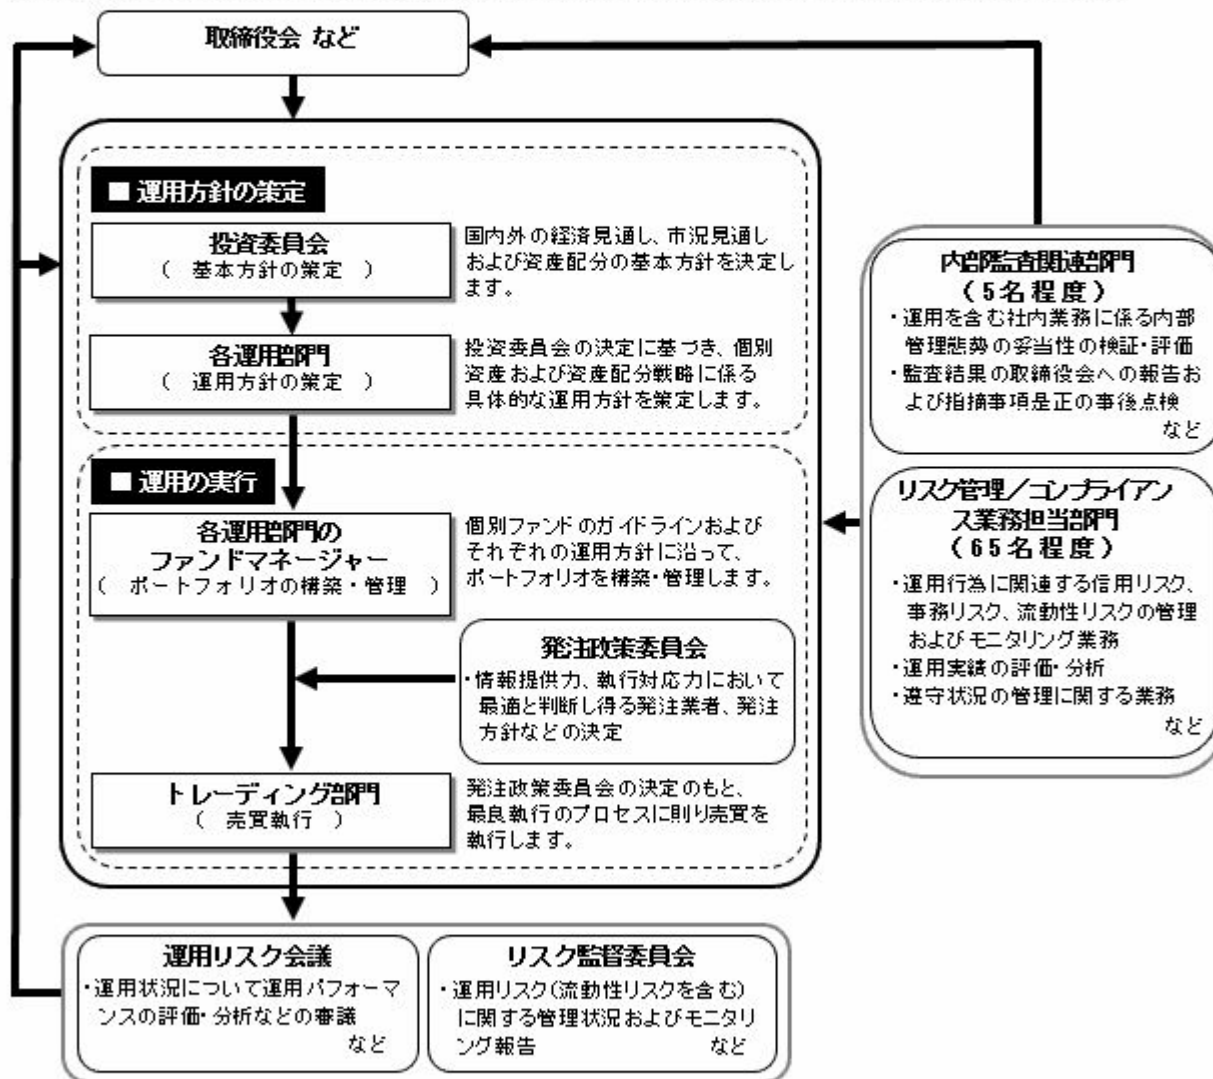 取締役会 など
■ 運用方針の策定
投資委員会
( 基本方針の策定 )
国内外の経済見通し、市況見通し
および資産配分の基本方針を決定し
ます。
各運用部門
( 運用方針の策定 )
投資委員会の決定に基づき、個別
資産および資産配分戦略に係る
具体的な運用方針を策定します。
■ 運用の実行
各運用部門の
ファンドマネージャー
( ポートフォリオの構築・管理 )
個別ファンドのガイドラインおよび
それぞれの運用方針に沿って、
ポートフォリオを構築・管理します。
発注政策委員会
・情報提供力、執行対応力において
最適と判断し得る発注業者、発注
方針などの決定
トレーディング部門
( 売買執行 )
発注政策委員会の決定のもと、
最良執行のプロセスに則り売買を
執行します。
内部監査関連部門
(5名程度)
・運用を含む社内業務に係る内部
管理態勢の妥当性の検証・評価
・監査結果の取締役会への報告お
よび指摘事項是正の事後点検
など
リスク管理/コンプライアン
ス業務担当部門
(65名程度)
・運用行為に関連する信用リスク、
事務リスク、流動性リスクの管理
およびモニタリング業務
・運用実績の評価・分析
・遵守状況の管理に関する業務
など
運用リスク会議
・運用状況について運用パフォーマ
ンスの評価・分析などの審議
など
リスク監督委員会
・運用リスク(流動性リスクを含む)
に関する管理状況およびモニタリ
ング報告 など